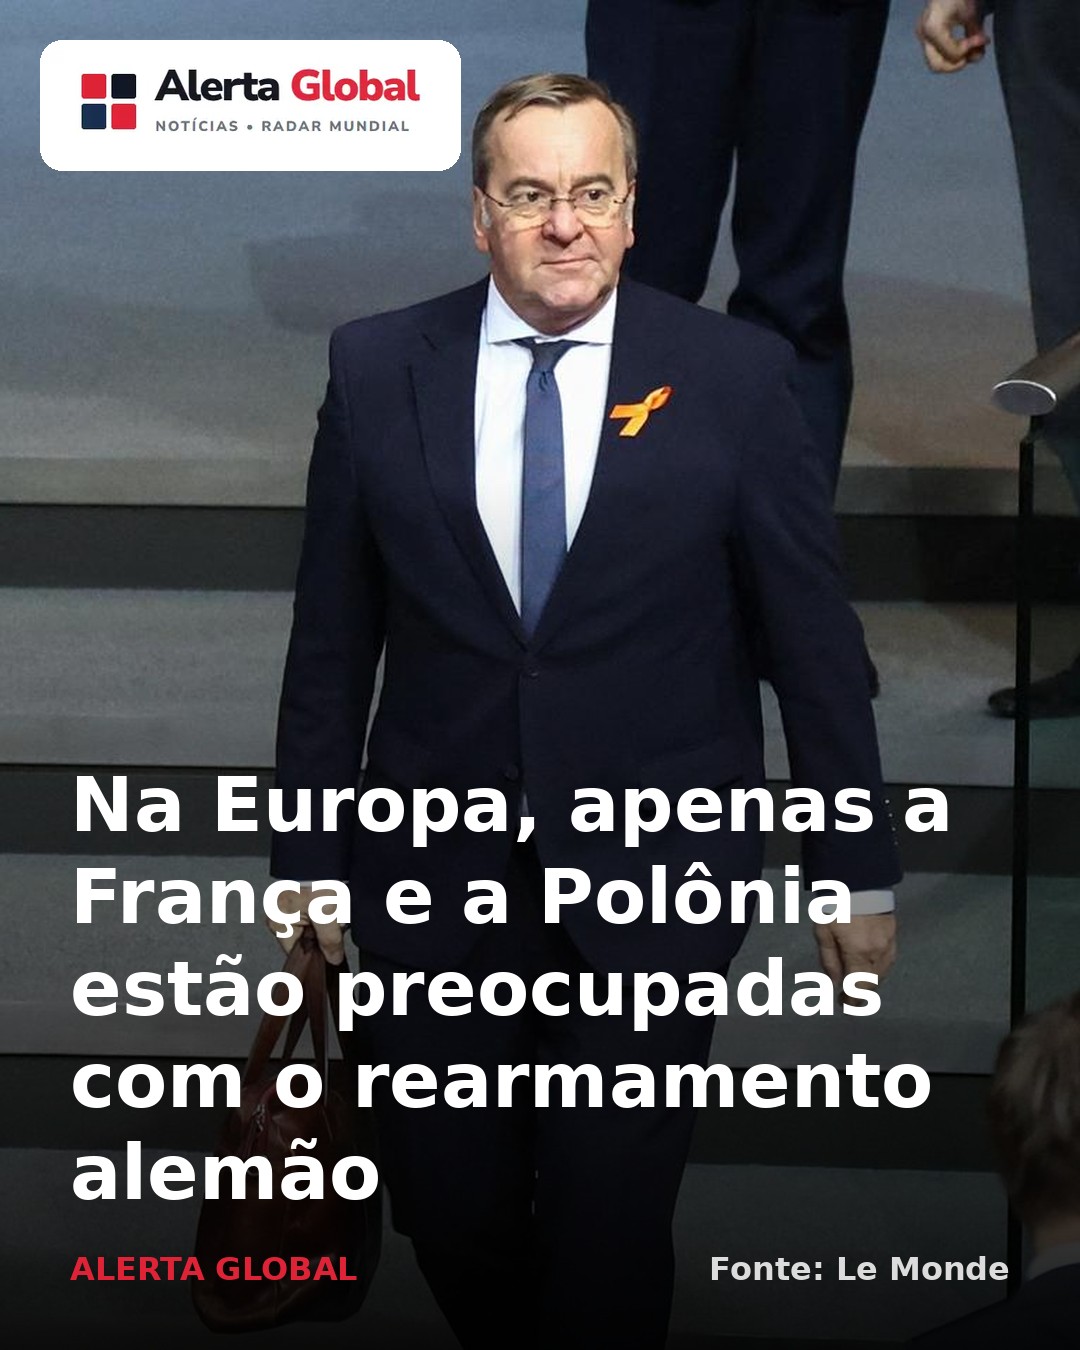 Alerta Global
NOTÍCIAS • RADAR MUNDIAL
Na Europa, apenas a
França e a Polônia
estão preocupadas
com o rearmamento
alemão
ALERTA GLOBAL
Fonte: Le Monde